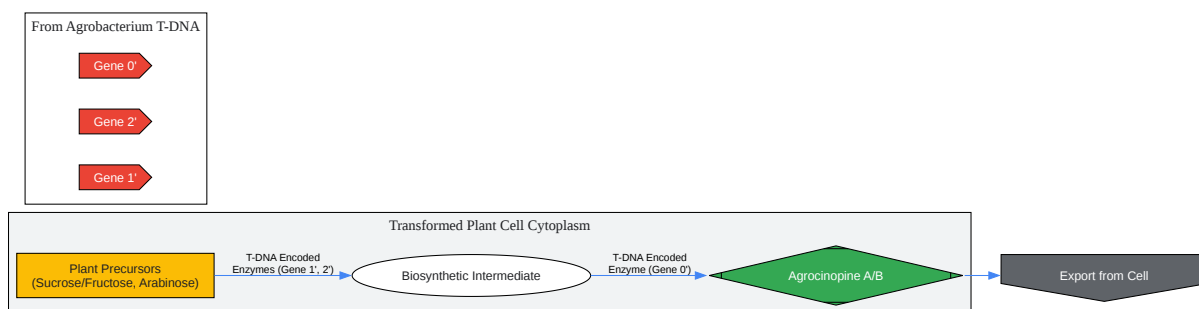 From Agrobacterium T-DNA
Gene 0'
Gene 2'
Gene 1'
Transformed Plant Cell Cytoplasm
Plant Precursors
(Sucrose/Fructose, Arabinose)
T-DNA Encoded
Enzymes (Gene 1', 2')
Biosynthetic Intermediate
T-DNA Encoded
Enzyme (Gene 0')
Agrocinopine A/B
Export from Cell